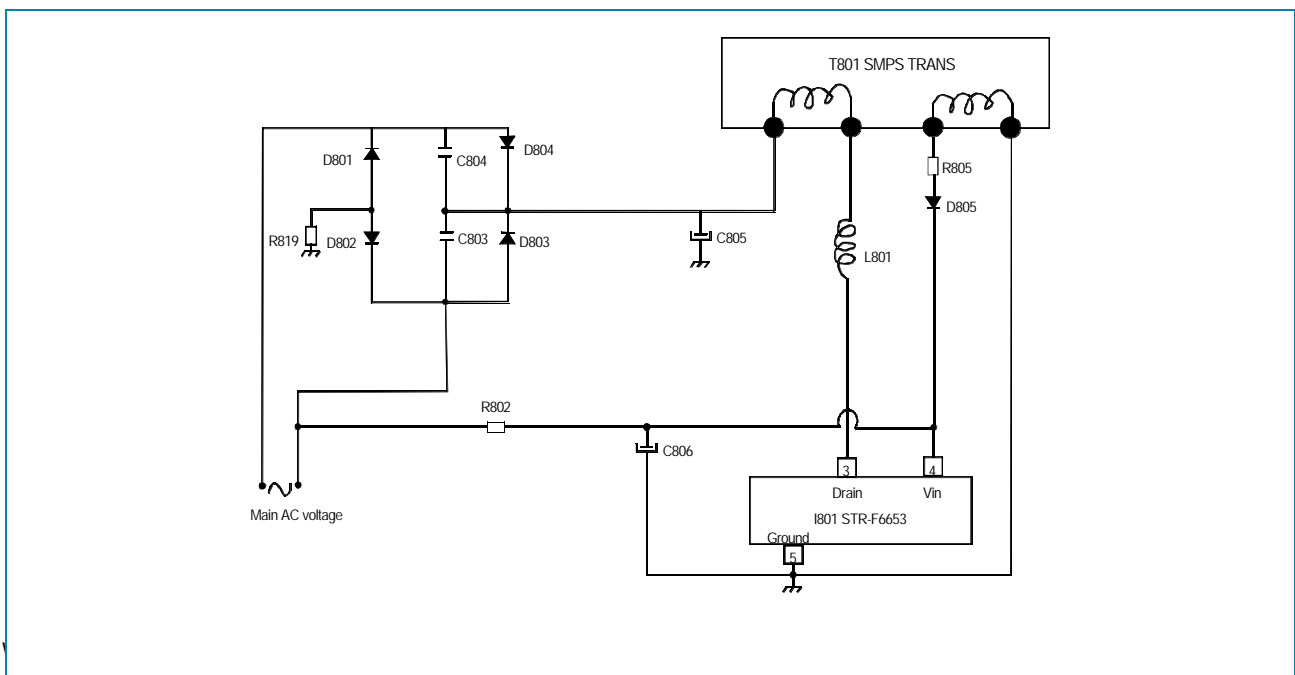 T801 SMPS TRANS
D801
C804
D804
R805
D805
R819
D802
C803
D803
C805
L801
R802
C806
3
4
Drain
Vin
Main AC voltage
I801 STR-F6653
Ground
5